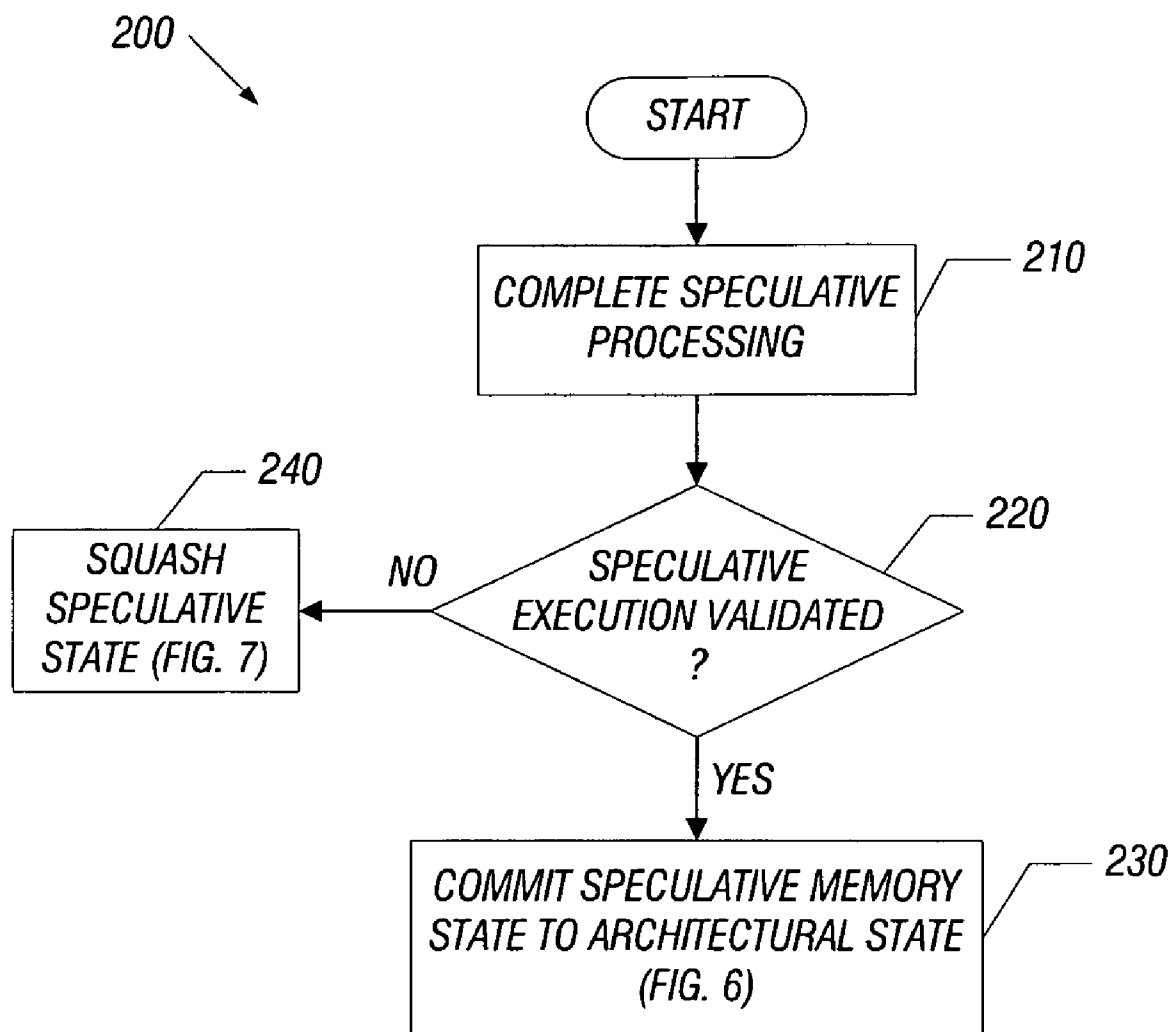 200
START
COMPLETE SPECULATIVE
PROCESSING
210
240
SQUASH
SPECULATIVE
STATE (FIG. 7)
NO
SPECULATIVE
EXECUTION VALIDATED
?
220
YES
COMMIT SPECULATIVE MEMORY
STATE TO ARCHITECTURAL STATE
(FIG. 6)
230